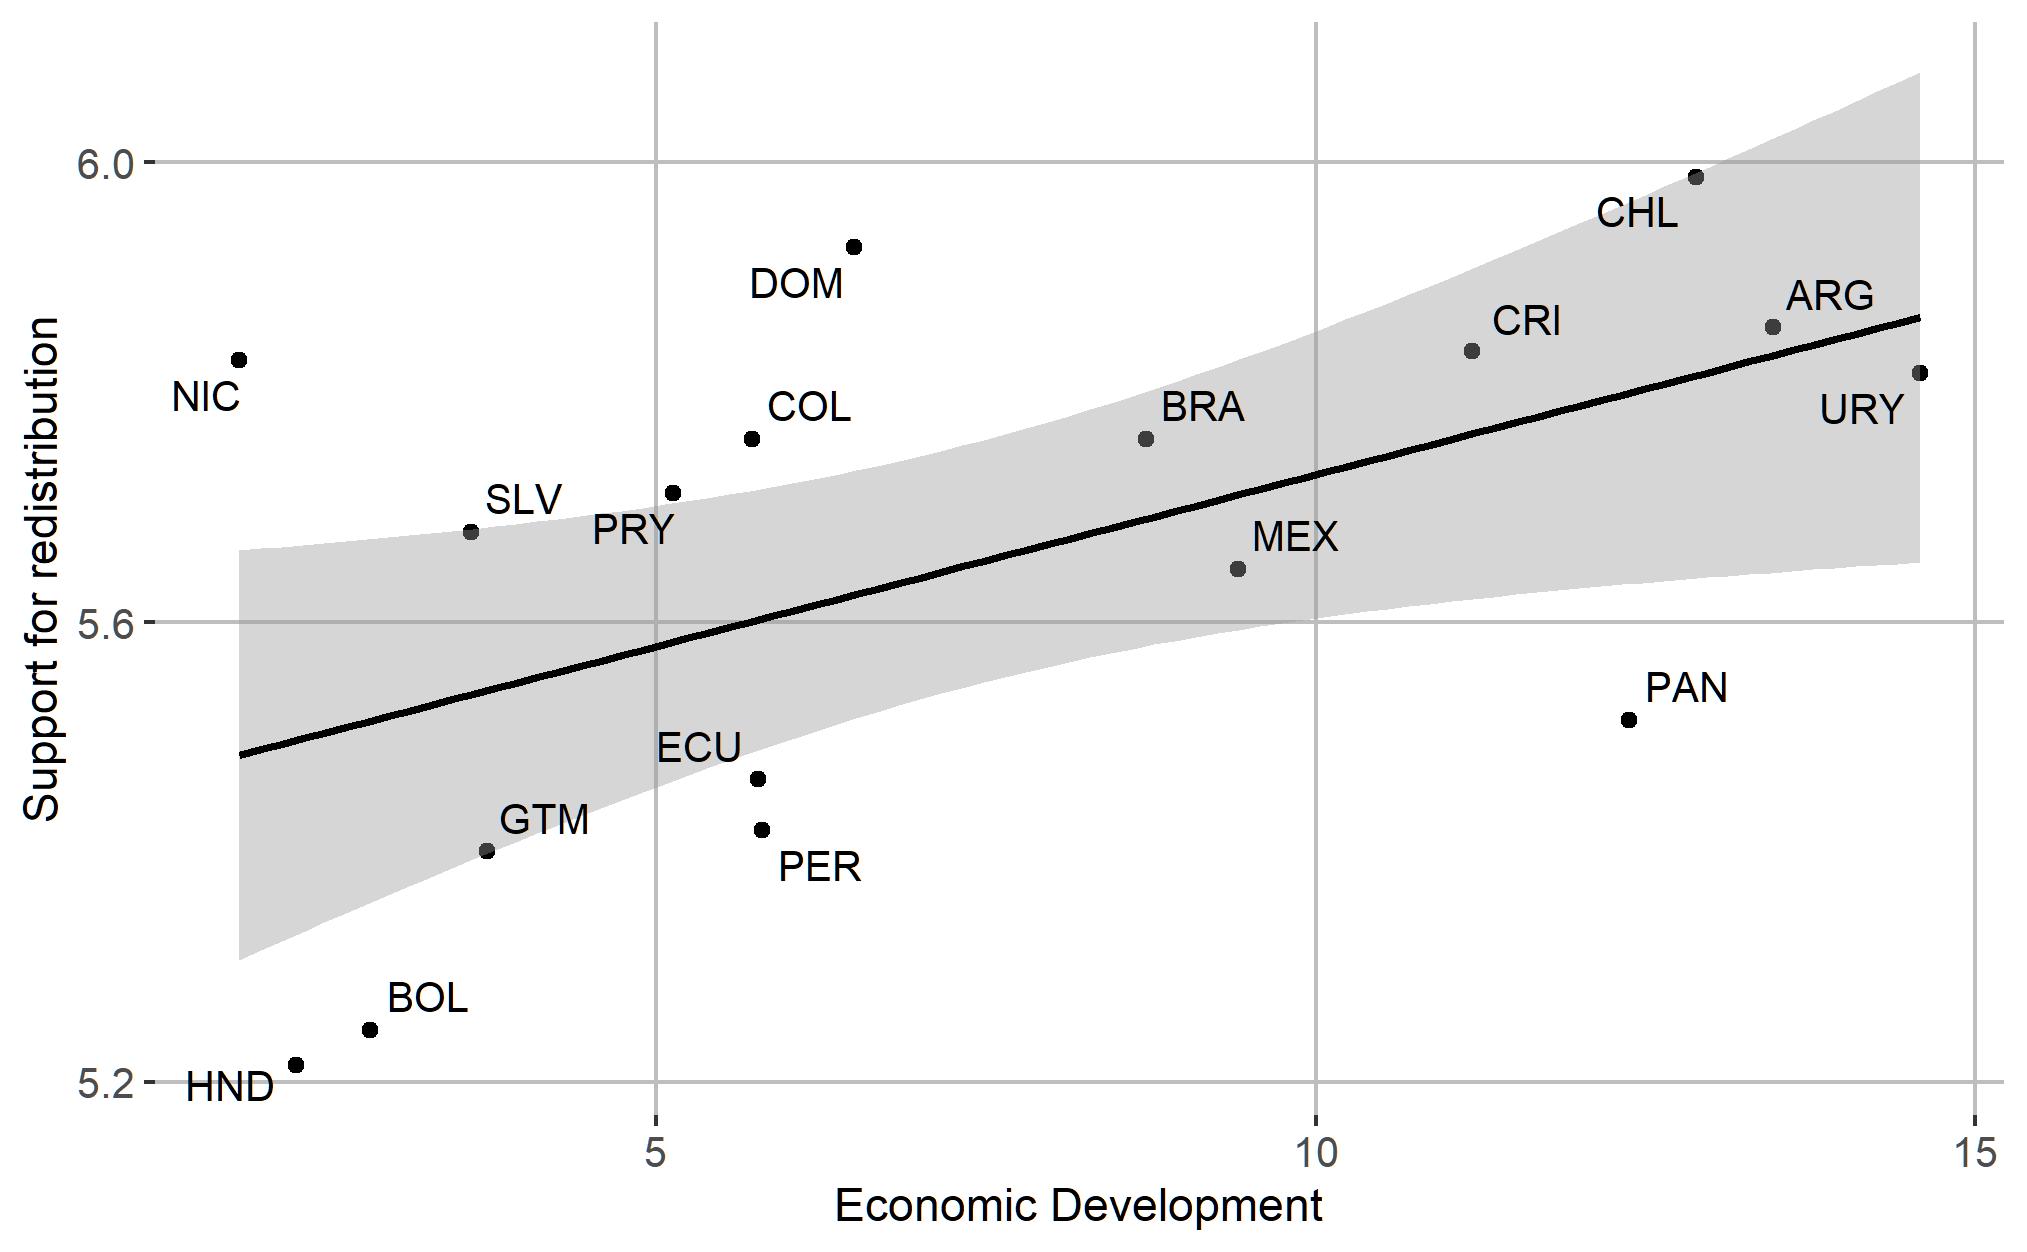 Support for redistribution
6.0
5.6
5.2
CHL
DOM
ARG
CRI
NIC
COL
BRA
URY
SLV
PRY
MEX
PAN
ECU
GTM
PER
BOL
HND
5
10
15
Economic Development